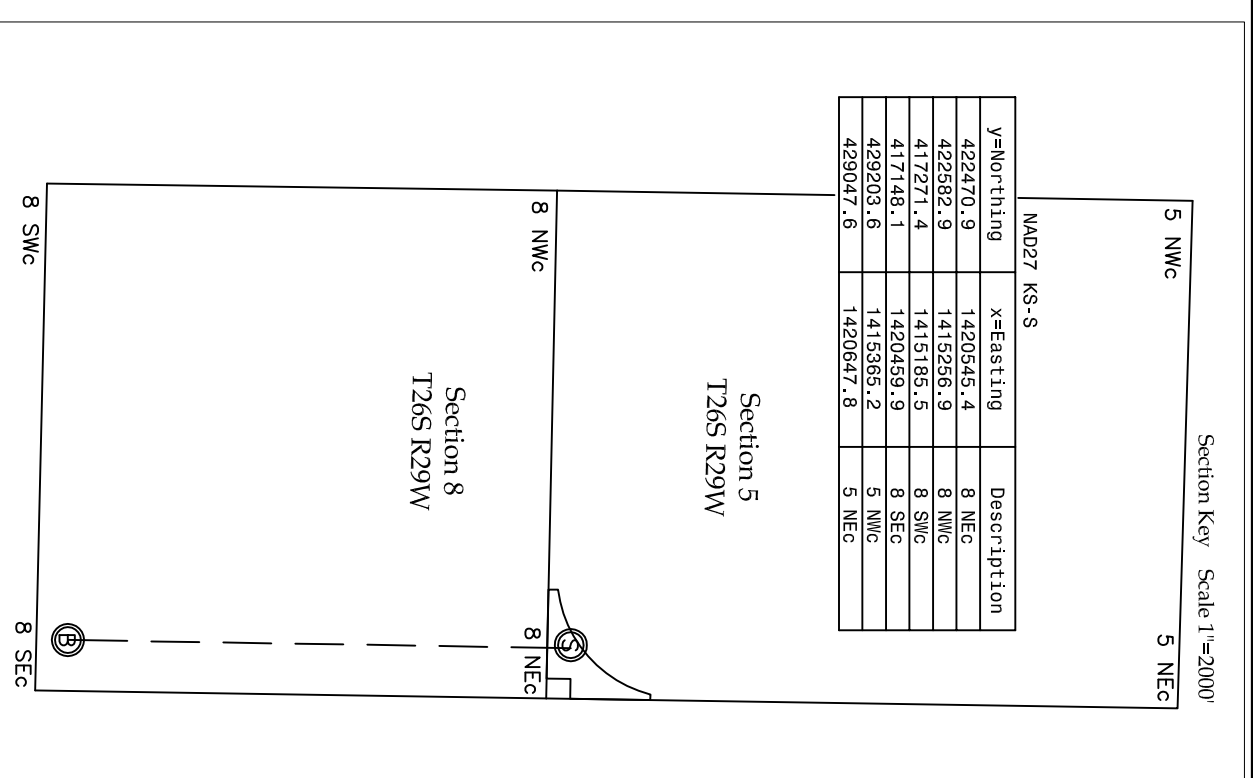 Section Key Scale 1"=2000'
5 NWc
5 NEc
NAD27 KS-S
y=Northing x=Easting Description
422470.9 1420545.4 8 NEc
422582.9 1415256.9 8 NWc
417271.4 1415185.5 8 SWc
417148.1 1420459.9 8 SEc
429203.6 1415365.2 5 NWc
429047.6 1420647.8 5 NEc
Section 5
T26S R29W
S
8 NWc
8 NEc
Section 8
T26S R29W
B
8 SWc
8 SEc